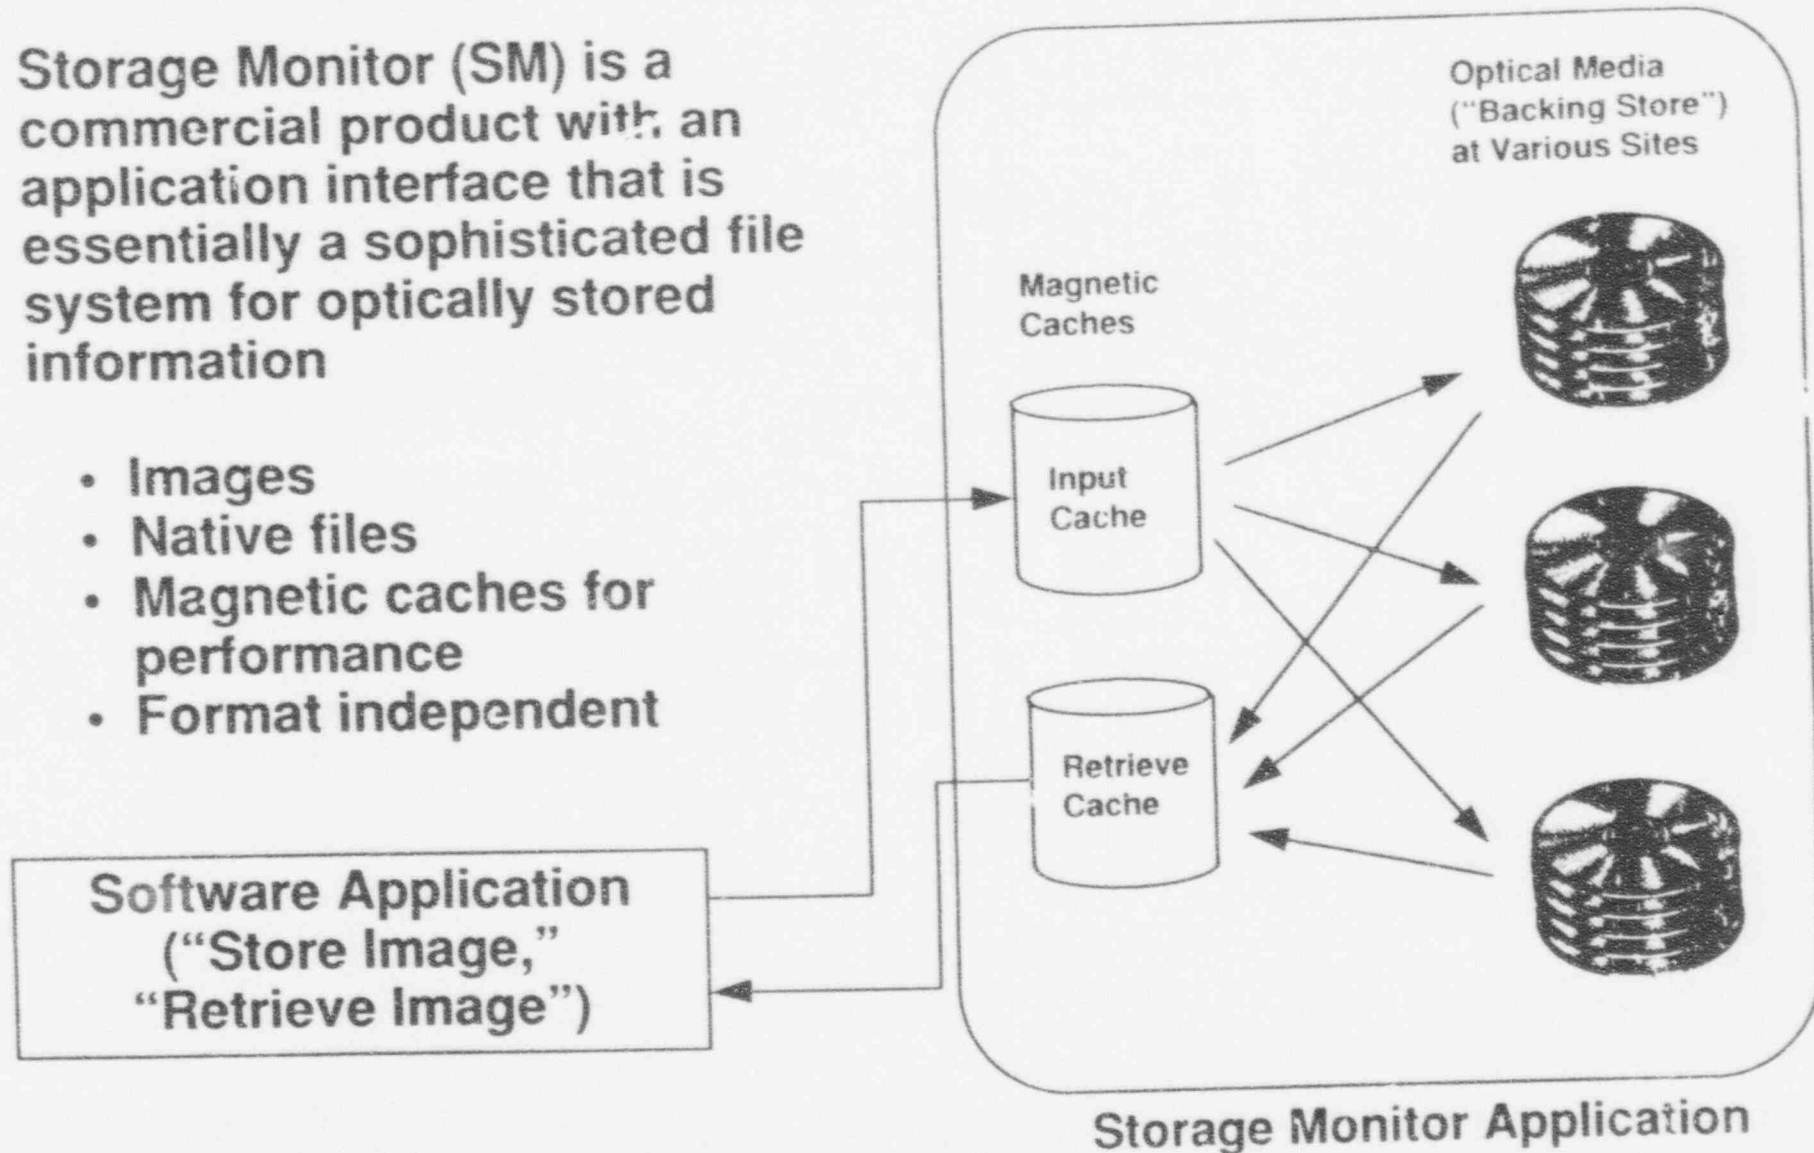 Storage Monitor (SM) is a
commercial product with an
application interface that is
essentially a sophisticated file
system for optically stored
information
• Images
• Native files
• Magnetic caches for
performance
• Format independent
Software Application
(“Store Image,”
“Retrieve Image”)
Optical Media
(“Backing Store”)
at Various Sites
Magnetic
Caches
Input
Cache
Retrieve
Cache
Storage Monitor Application